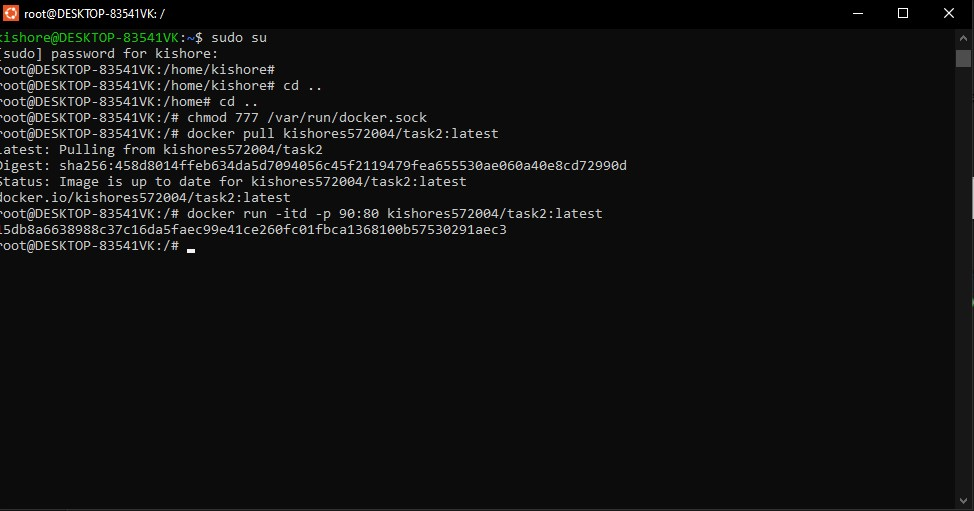 root@DESKTOP-83541VK: /
kishore@DESKTOP-83541VK:~$ sudo su
[sudo] password for kishore:
root@DESKTOP-83541VK:/home/kishore#
root@DESKTOP-83541VK:/home/kishore# cd ..
root@DESKTOP-83541VK:/home# cd ..
root@DESKTOP-83541VK:/# chmod 777 /var/run/docker.sock
root@DESKTOP-83541VK:/# docker pull kishores572004/task2:latest
latest: Pulling from kishores572004/task2
Digest: sha256:458d8014ffeb634da5d7094056c45f2119479fea655530ae060a40e8cd72990d
Status: Image is up to date for kishores572004/task2:latest
docker.io/kishores572004/task2:latest
root@DESKTOP-83541VK:/# docker run -itd -p 90:80 kishores572004/task2:latest
15db8a6638988c37c16da5faec99e41ce260fc01fbca1368100b57530291aec3
root@DESKTOP-83541VK:/#